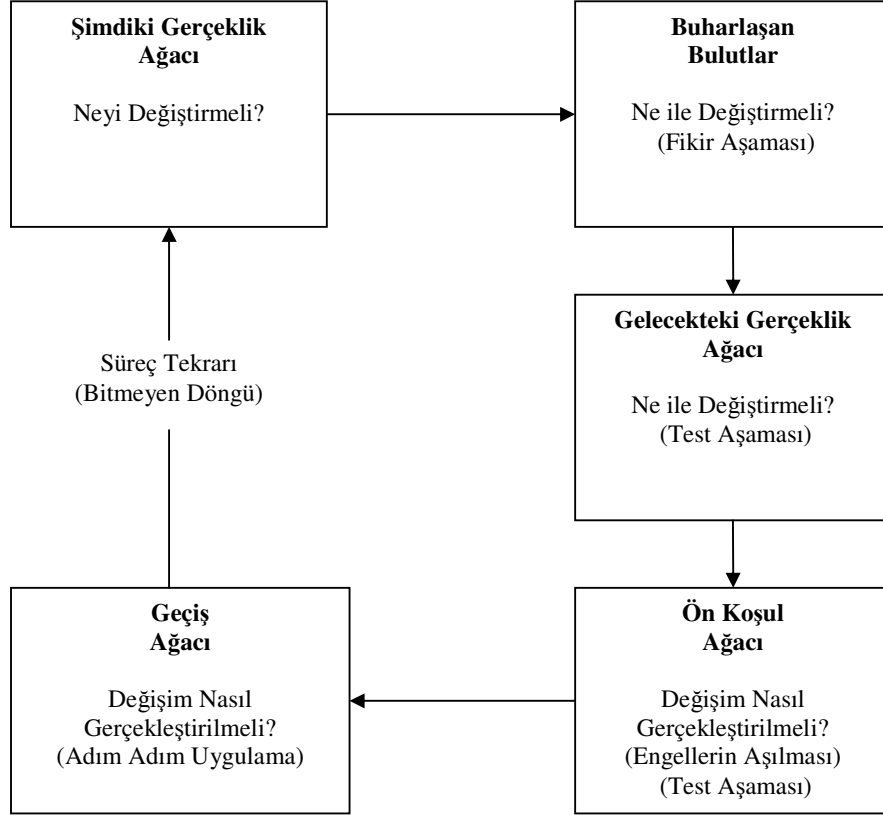 Şimdiki Gerçeklik
Ağacı
Neyi Değiştirmeli?
Buharlaşan
Bulutlar
Ne ile Değiştirmeli?
(Fikir Aşaması)
Gelecekteki Gerçeklik
Ağacı
Ne ile Değiştirmeli?
(Test Aşaması)
Ön Koşul
Ağacı
Değişim Nasıl
Gerçekleştirilmeli?
(Engellerin Aşılması)
(Test Aşaması)
Geçiş
Ağacı
Değişim Nasıl
Gerçekleştirilmeli?
(Adım Adım Uygulama)
Süreç Tekrarı
(Bitmeyen Döngü)